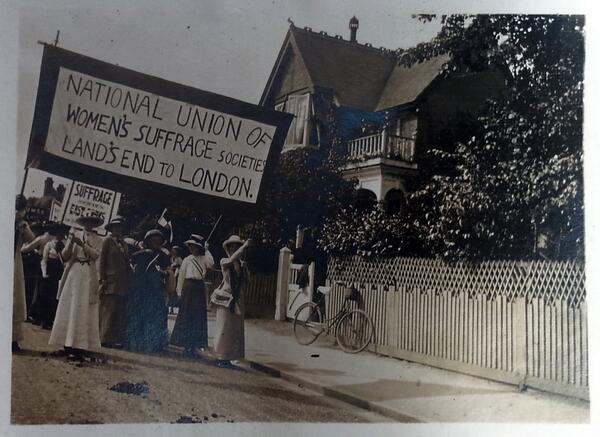 NATIONAL UNION OF
WOMEN'S SUFFRAGE SOCIETIES
LAND'S END TO LONDON.
SUFFRAGE